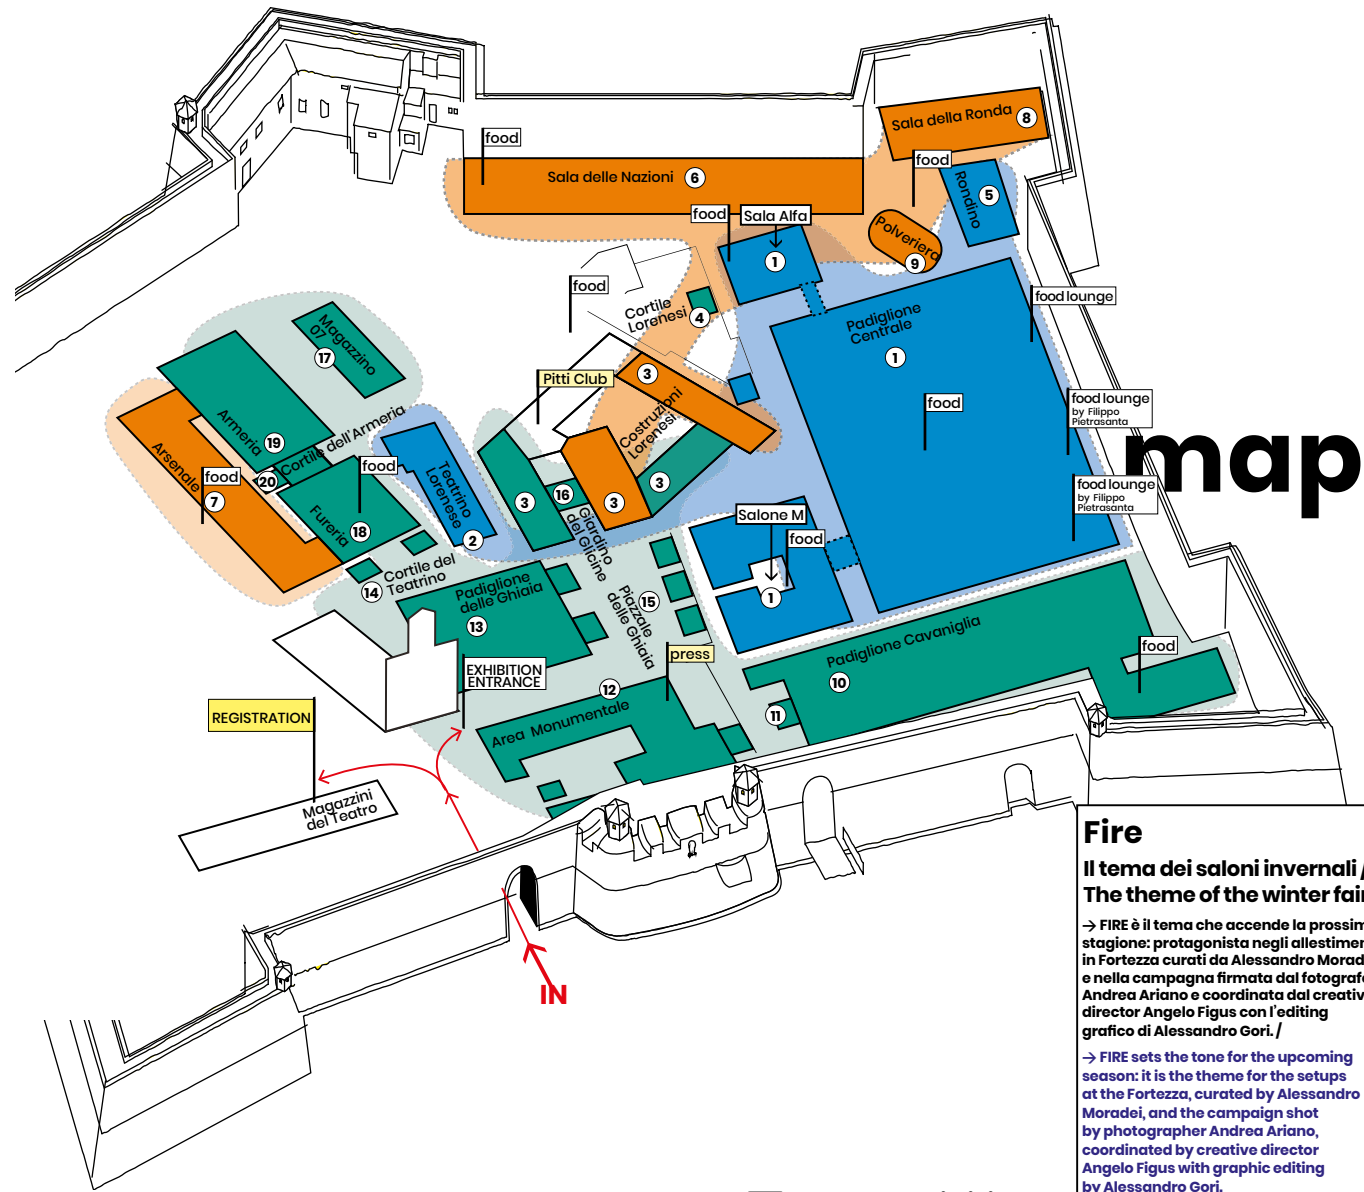 food
Sala delle Nazioni 6
Sala della Ronda 8
food
Rondino
5
food
Sala Alfa
1
Polveriera
9
food
Cortile
Lorenesi
4
food lounge
Padiglione
Centrale
1
Magazzino
07
17
Pitti Club
3
Costruzioni
Lorenesi
food
food lounge
by Filippo
Pietrasanta
map
Armeria
19
Cortile dell'Armeria
Arsenale
7
food
20
food
Fureria
18
Teatrino
Lorenese
2
3
16
3
3
Giardino
del Glicine
food lounge
by Filippo
Pietrasanta
Salone M
food
1
Cortile del
Teatrino
14
Padiglione
delle Ghiaia
13
Piazzale
delle Ghiaia
15
press
EXHIBITION
ENTRANCE
Padiglione Cavaniglia
10
food
12
Area Monumentale
11
REGISTRATION
Magazzini
del Teatro
IN
Fire
Il tema dei saloni invernali /
The theme of the winter fair
→ FIRE è il tema che accende la prossim
stagione: protagonista negli allestimen
in Fortezza curati da Alessandro Morad
e nella campagna firmata dal fotografo
Andrea Ariano e coordinata dal creativ
director Angelo Figus con l'editing
grafico di Alessandro Gori. /
→ FIRE sets the tone for the upcoming
season: it is the theme for the setups
at the Fortezza, curated by Alessandro
Moradei, and the campaign shot
by photographer Andrea Ariano,
coordinated by creative director
Angelo Figus with graphic editing
by Alessandro Gori.